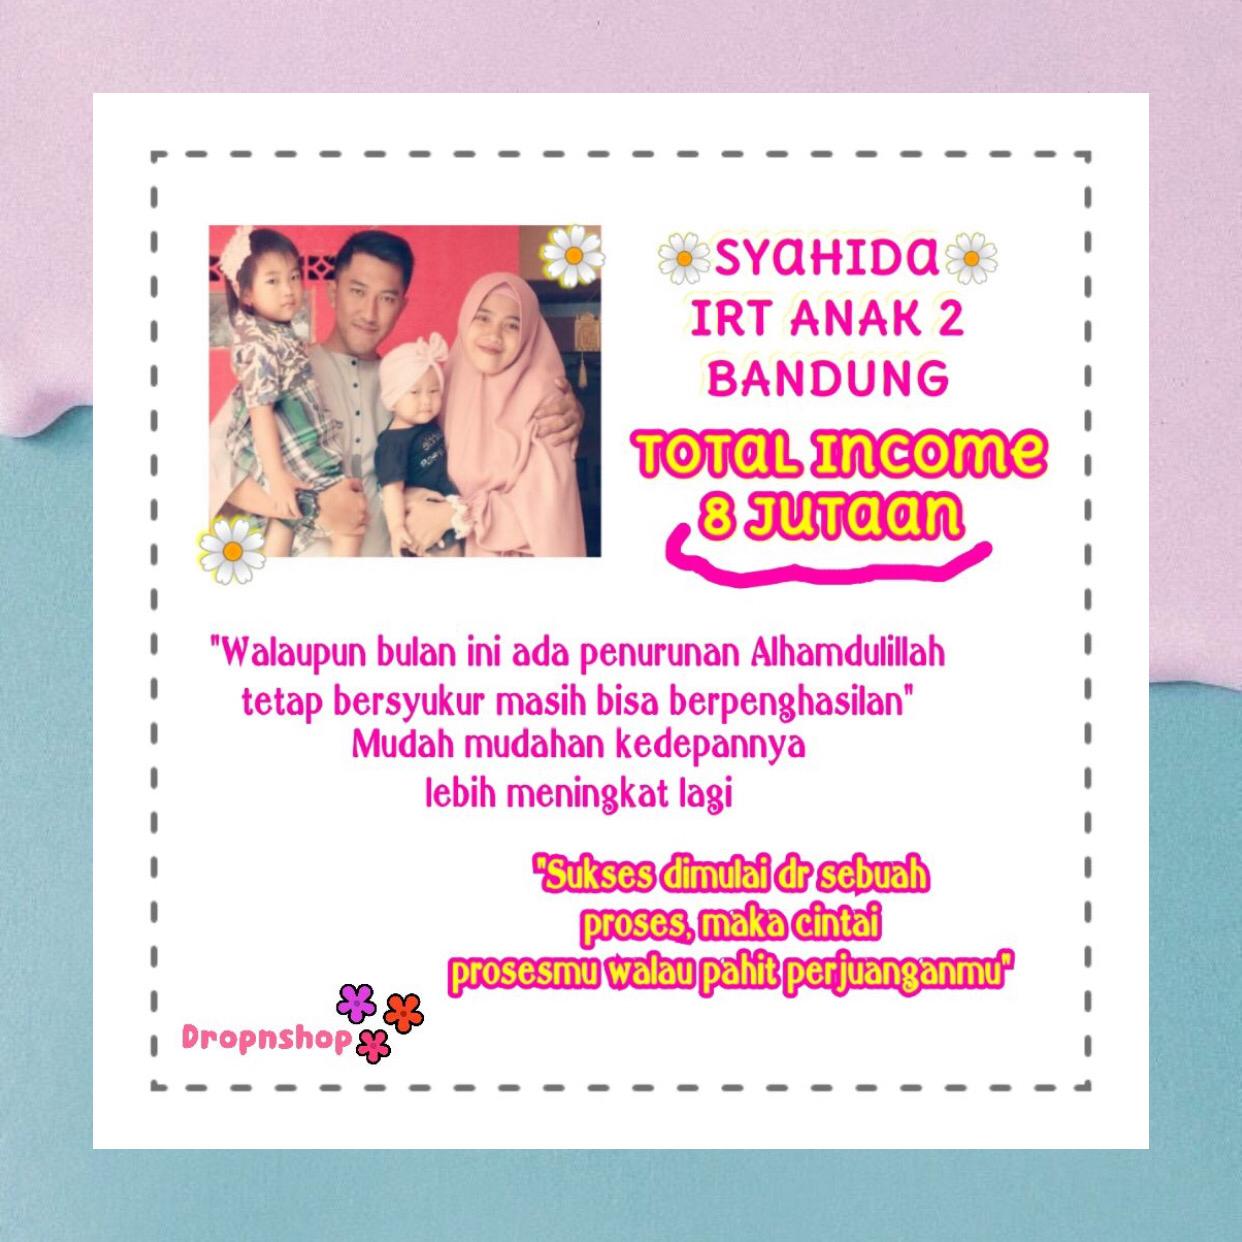 SYAHIDA
IRT ANAK 2
BANDUNG
TOTAL INCOME
8 JUTAAN
"Walaupun bulan ini ada penurunan Alhamdulillah
tetap bersyukur masih bisa berpenghasilan"
Mudah mudahan kedepannya
lebih meningkat lagi
"Sukses dimulai dr sebuah
proses, maka cintai
prosesmu walau pahit perjuanganmu"
Dropnshop